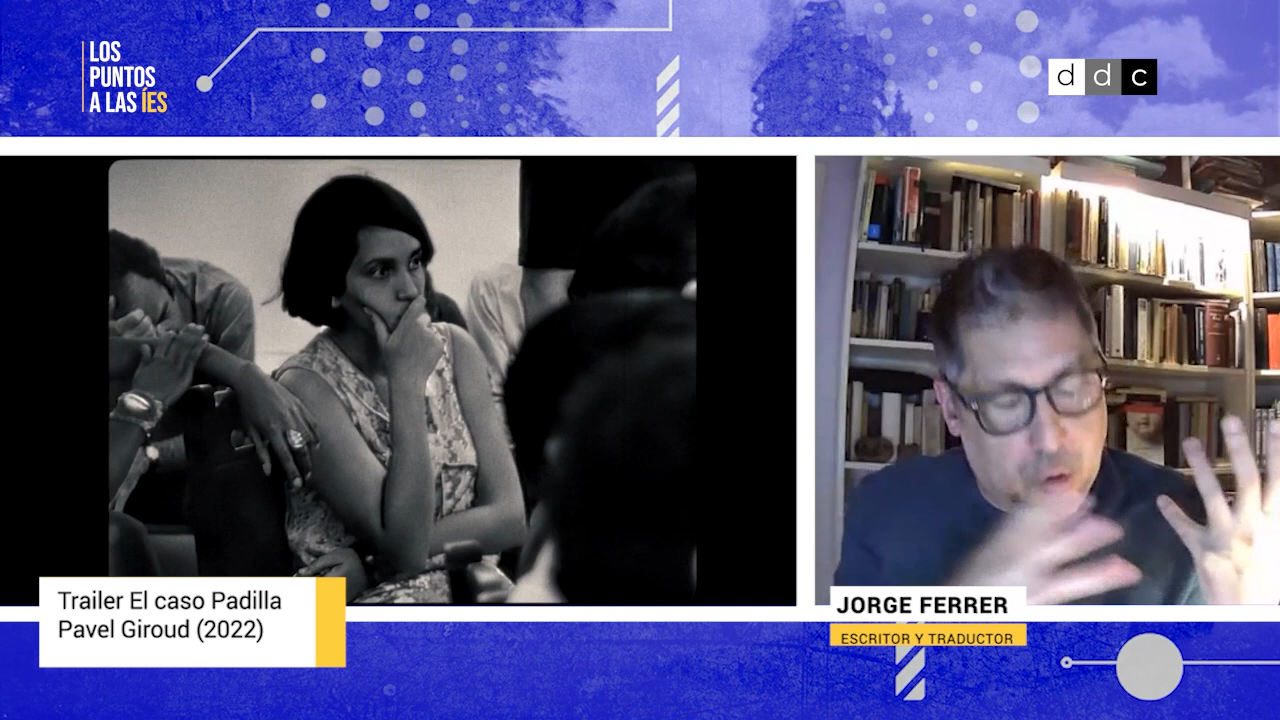 LOS
PUNTOS
A LAS ÍES
ddc
Trailer El caso Padilla
Pavel Giroud (2022)
JORGE FERRER
ESCRITOR Y TRADUCTOR